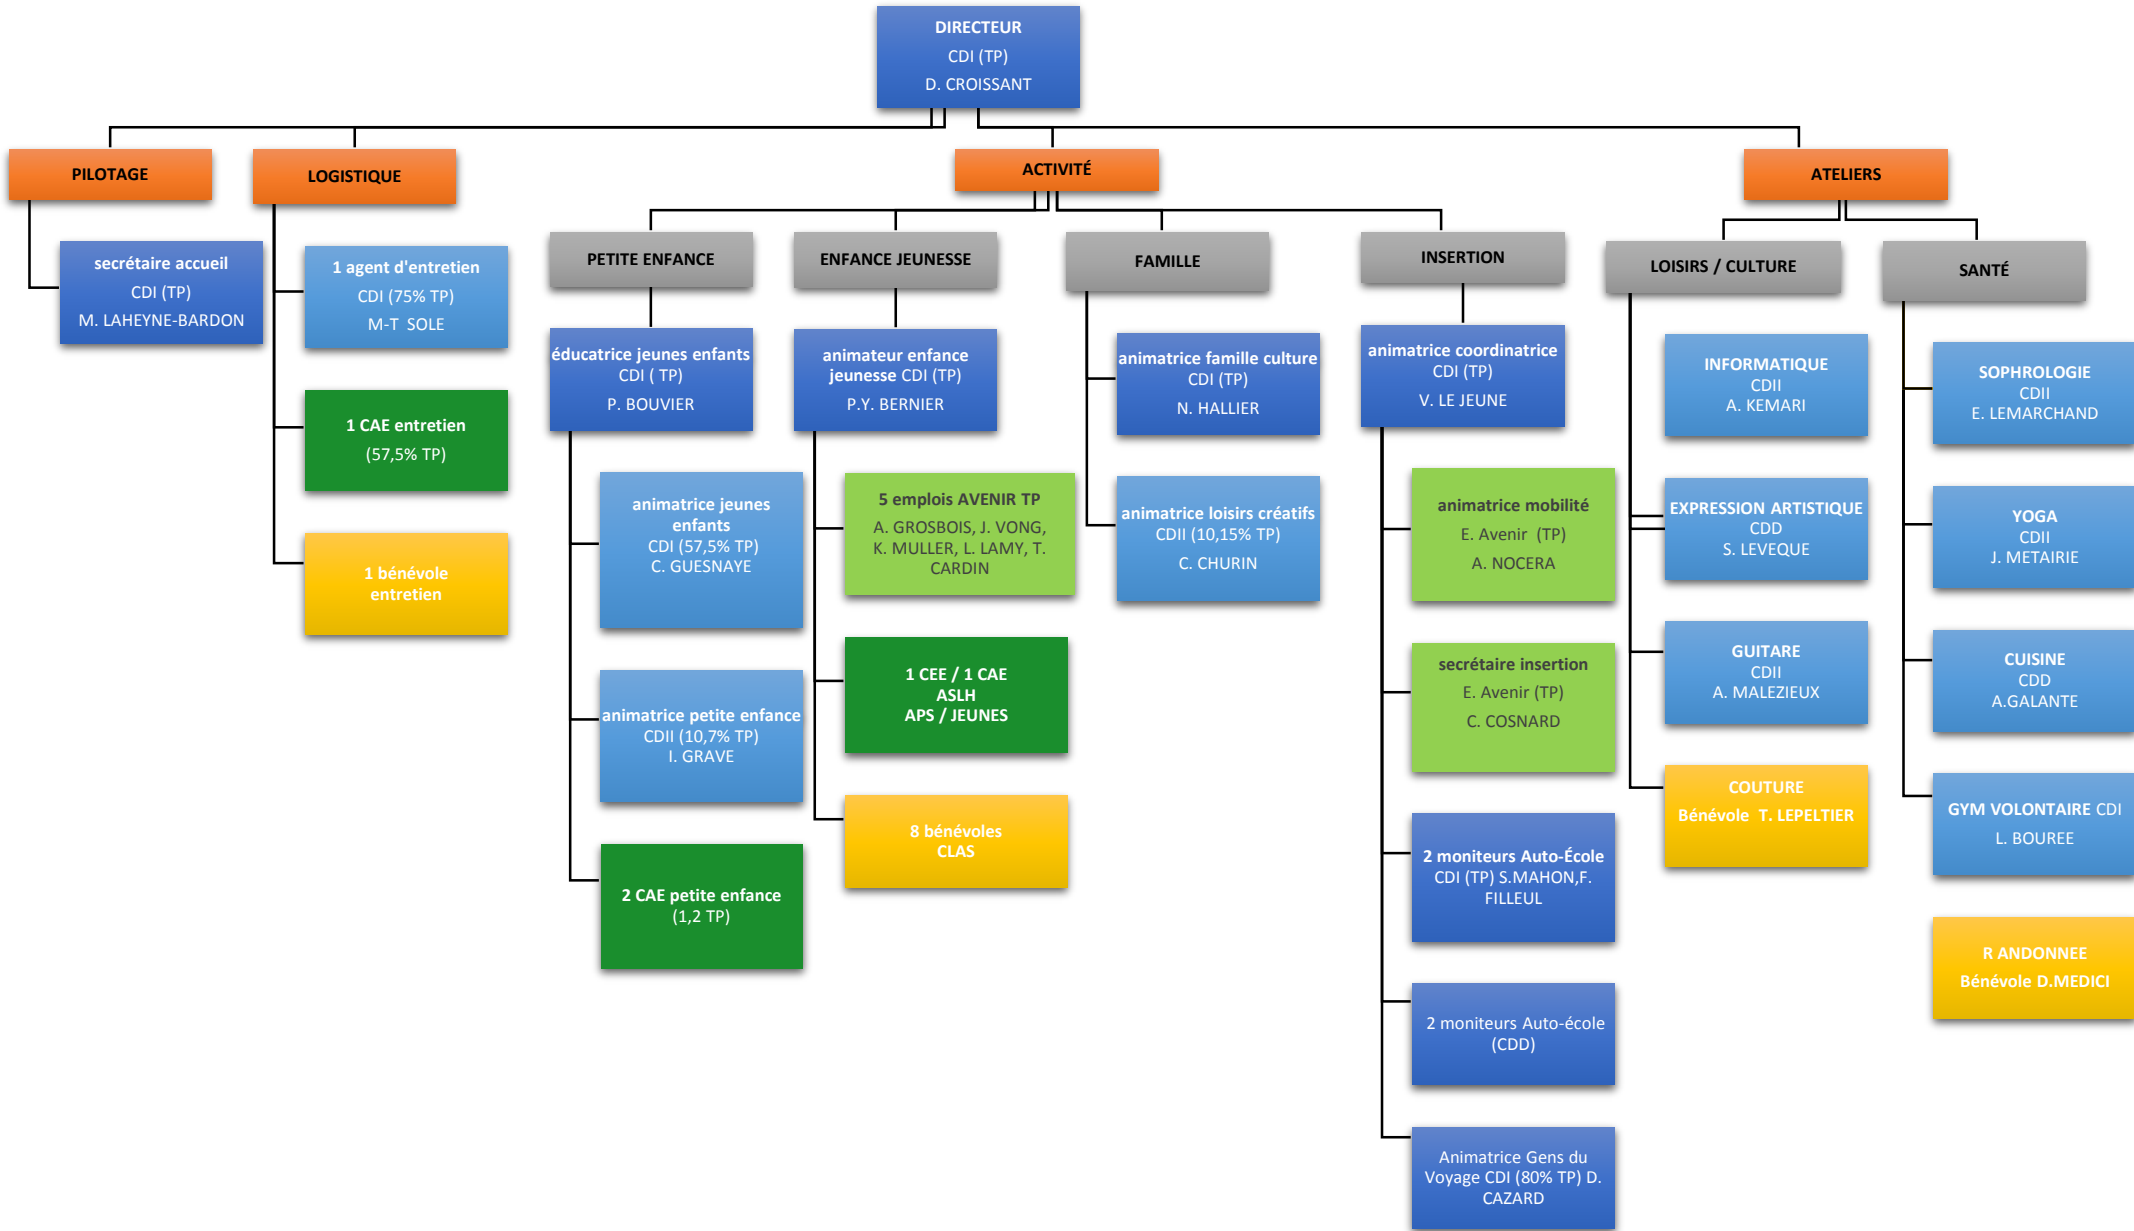 DIRECTEUR
CDI (TP)
D. CROISSANT
PILOTAGE
secrétaire accueil
CDI (TP)
M. LAHEYNE-BARDON
LOGISTIQUE
1 agent d'entretien
CDI (75% TP)
M-T SOLE
1 CAE entretien
(57,5% TP)
1 bénévole
entretien
ACTIVITÉ
PETITE ENFANCE
éducatrice jeunes enfants
CDI ( TP)
P. BOUVIER
animatrice jeunes
enfants
CDI (57,5% TP)
C. GUESNAYE
animatrice petite enfance
CDII (10,7% TP)
I. GRAVE
2 CAE petite enfance
(1,2 TP)
ENFANCE JEUNESSE
animateur enfance
jeunesse CDI (TP)
P.Y. BERNIER
5 emplois AVENIR TP
A. GROSBOIS, J. VONG,
K. MULLER, L. LAMY, T.
CARDIN
1 CEE / 1 CAE
ASLH
APS / JEUNES
8 bénévoles
CLAS
FAMILLE
animatrice famille culture
CDI (TP)
N. HALLIER
animatrice loisirs créatifs
CDII (10,15% TP)
C. CHURIN
INSERTION
animatrice coordinatrice
CDI (TP)
V. LE JEUNE
animatrice mobilité
E. Avenir (TP)
A. NOCERA
secrétaire insertion
E. Avenir (TP)
C. COSNARD
2 moniteurs Auto-École
CDI (TP) S.MAHON,F.
FILLEUL
2 moniteurs Auto-école
(CDD)
Animatrice Gens du
Voyage CDI (80% TP) D.
CAZARD
ATELIERS
LOISIRS / CULTURE
INFORMATIQUE
CDII
A. KEMARI
EXPRESSION ARTISTIQUE
CDD
S. LEVEQUE
GUITARE
CDII
A. MALEZIEUX
COUTURE
Bénévole T. LEPELTIER
SANTÉ
SOPHROLOGIE
CDII
E. LEMARCHAND
YOGA
CDII
J. METAIRIE
CUISINE
CDD
A.GALANTE
GYM VOLONTAIRE CDI
L. BOUREE
R ANDONNEE
Bénévole D.MEDICI